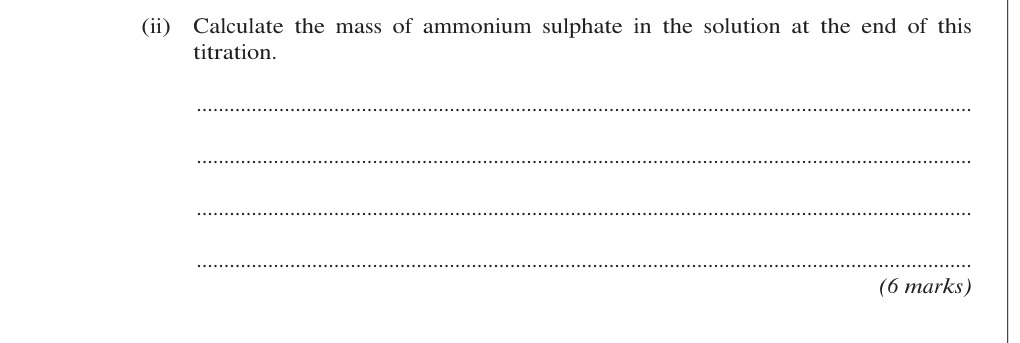 (ii) Calculate the mass of ammonium sulphate in the solution at the end of this
titration.
(6 marks)